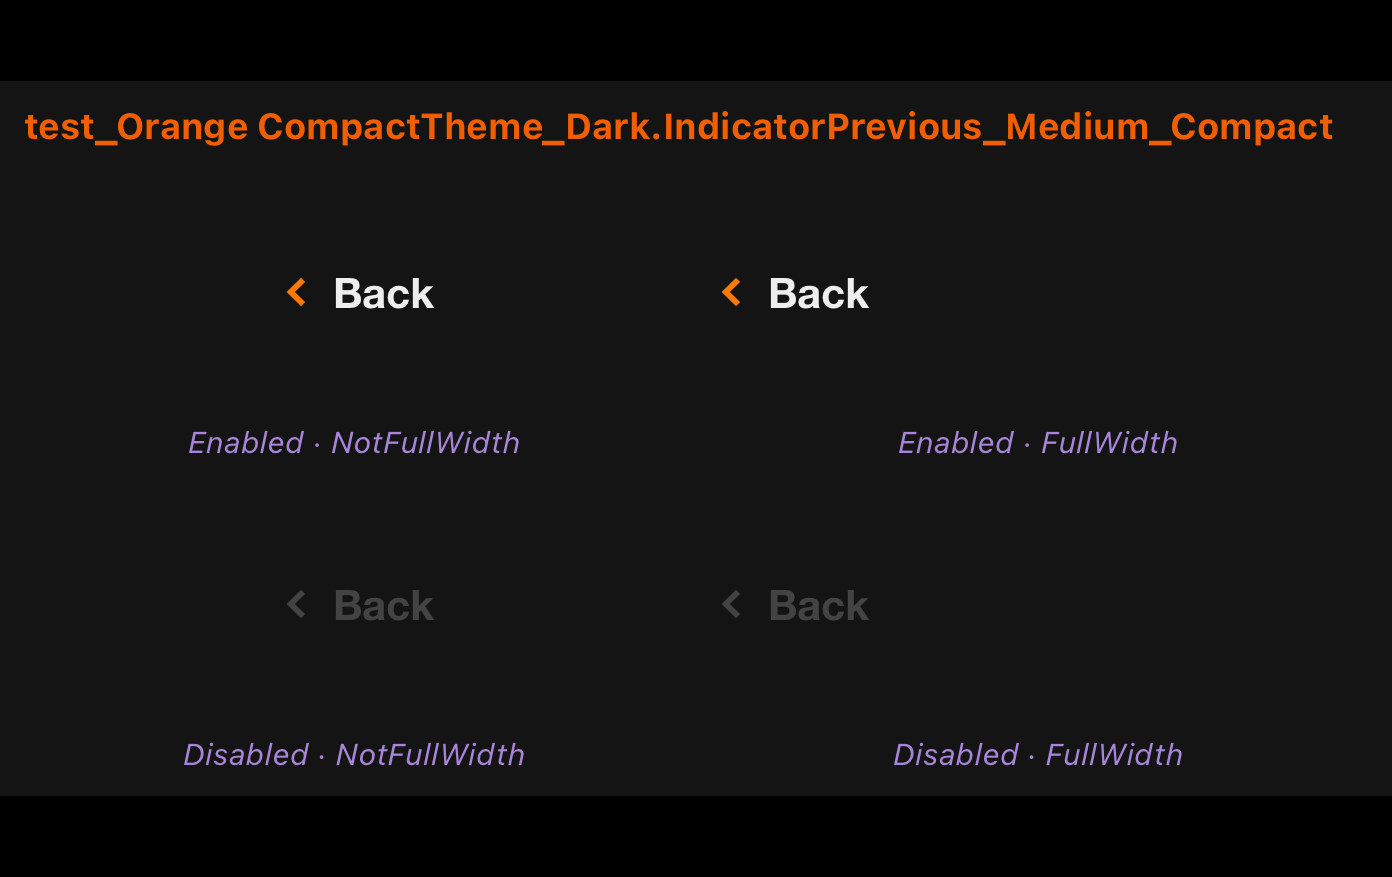 test_Orange CompactTheme_Dark.IndicatorPrevious_Medium_Compact
Back
Back
Enabled · NotFullWidth
Enabled · FullWidth
Back
Back
Disabled · NotFullWidth
Disabled · FullWidth